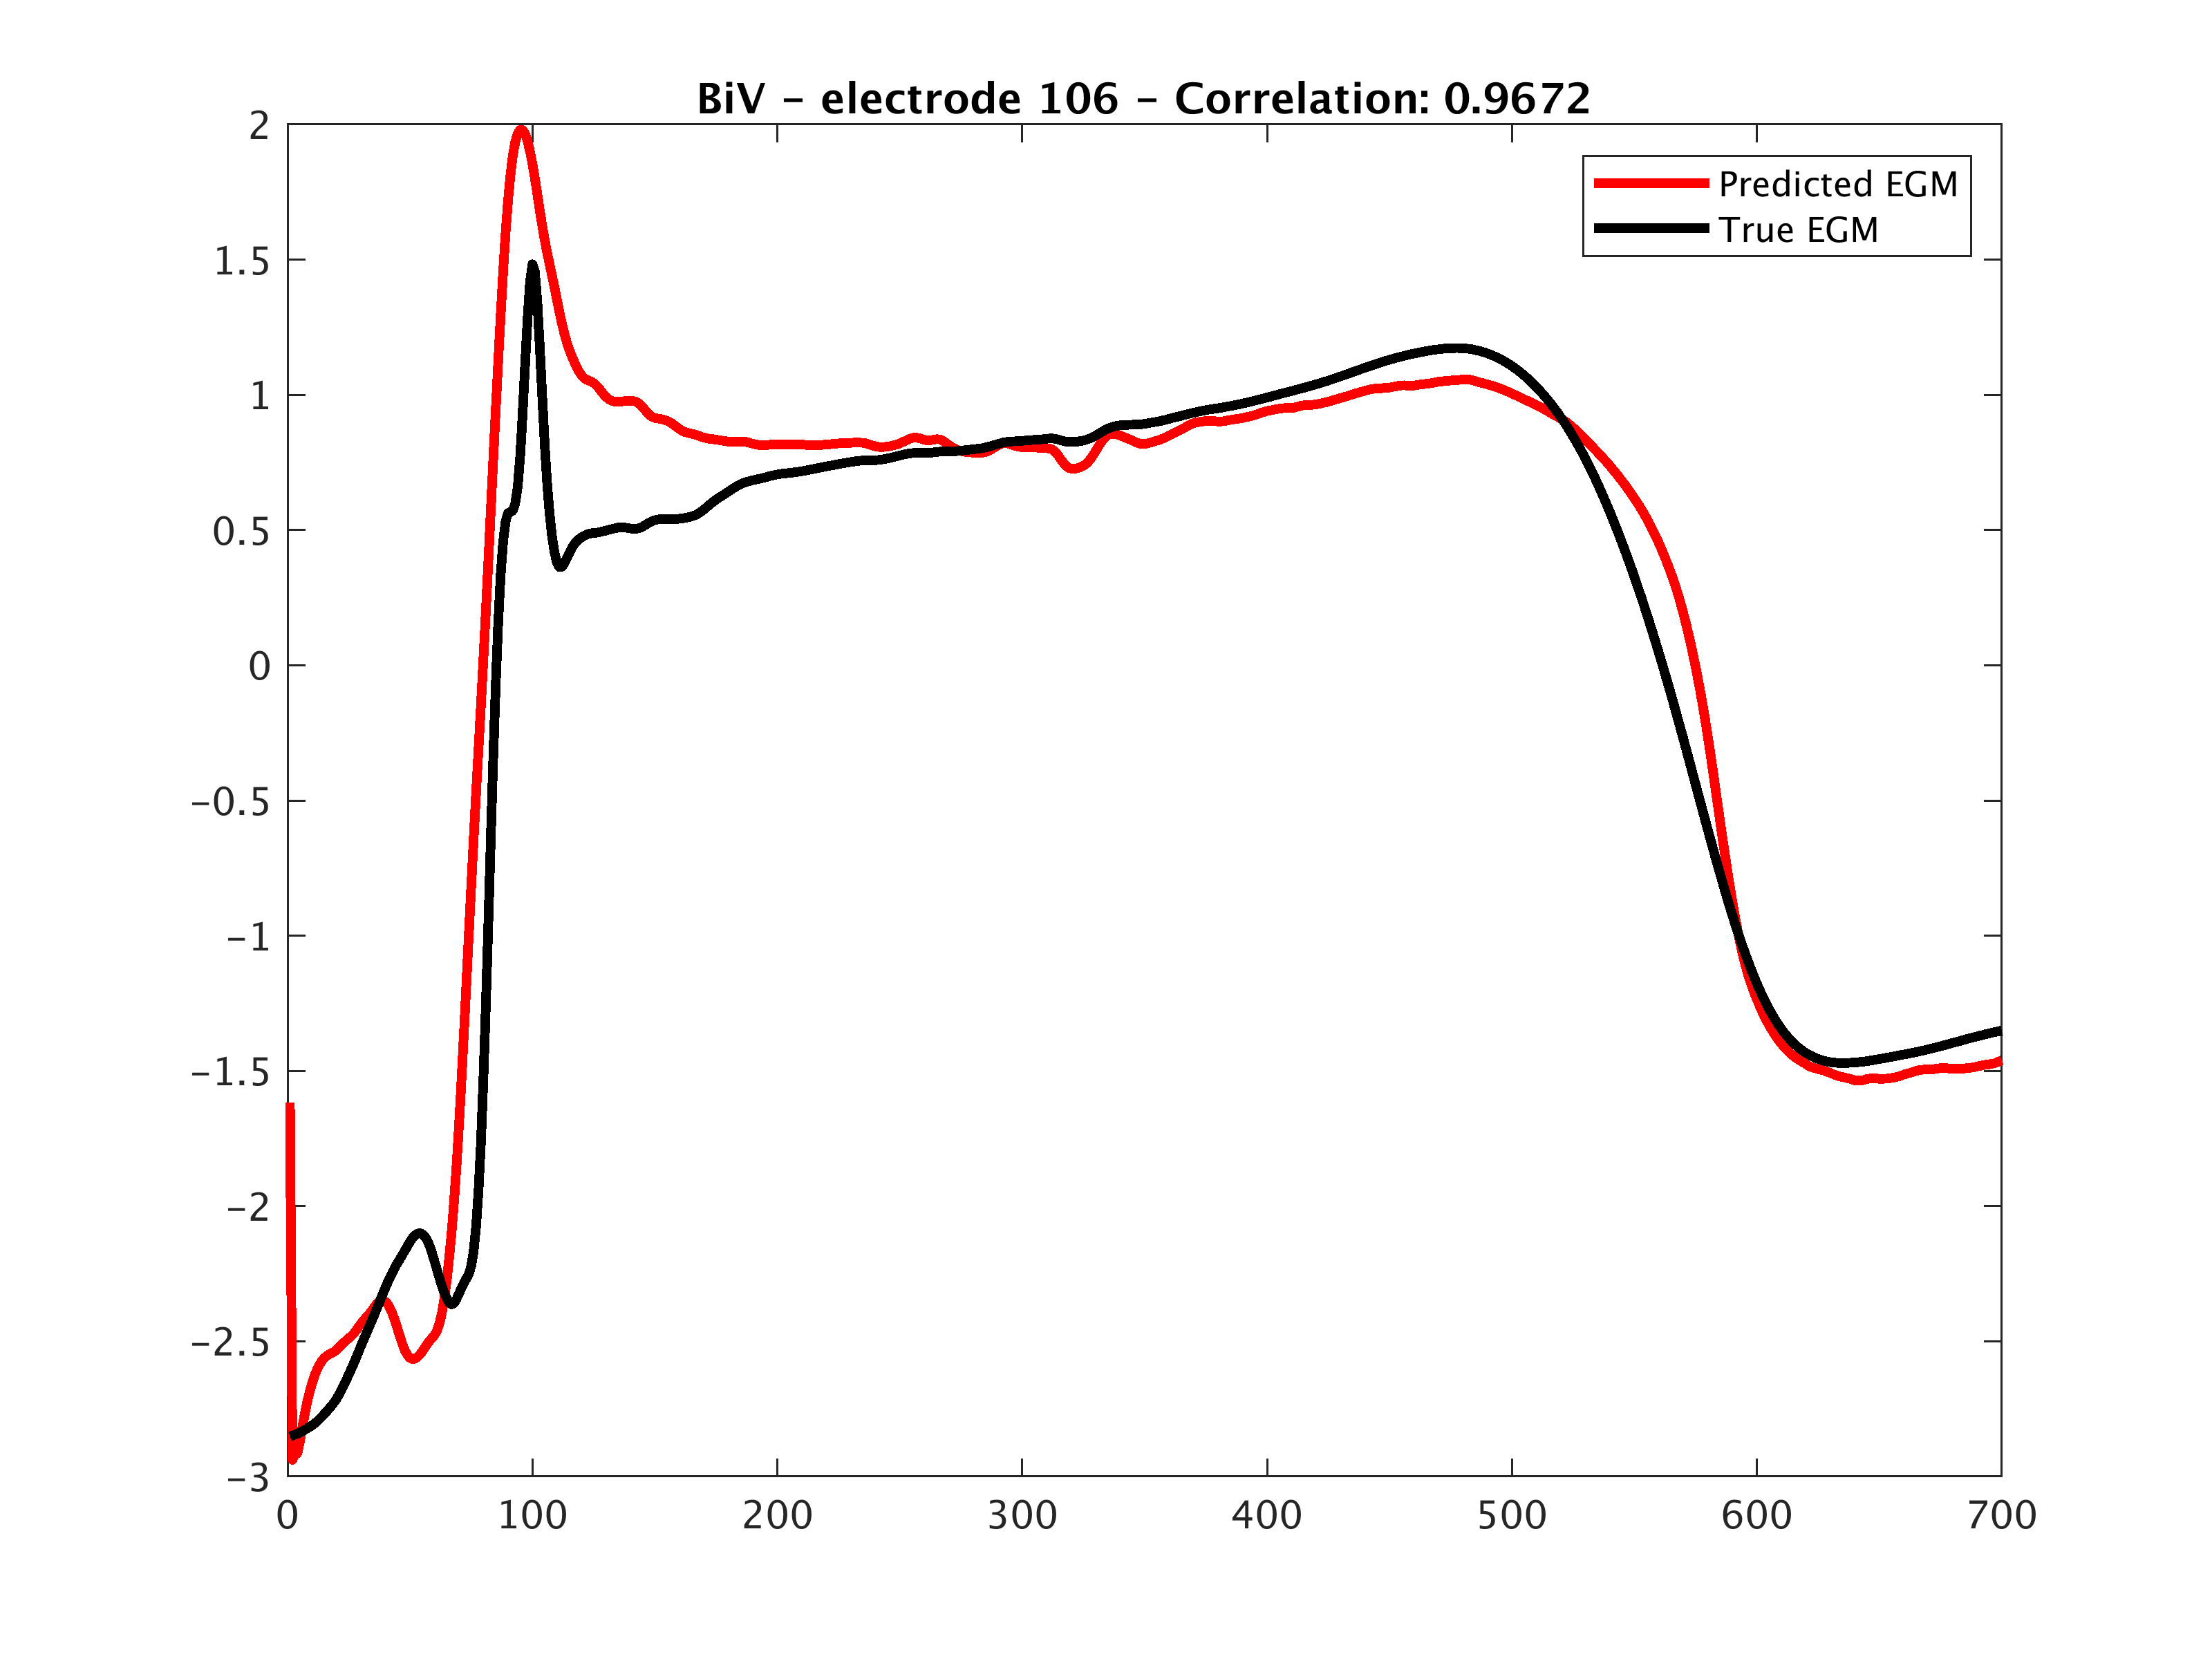 BiV – electrode 106 – Correlation: 0.9672
2
1.5
1
0.5
0
−0.5
−1
−1.5
−2
−2.5
−3
0 100 200 300 400 500 600 700
Predicted EGM
True EGM